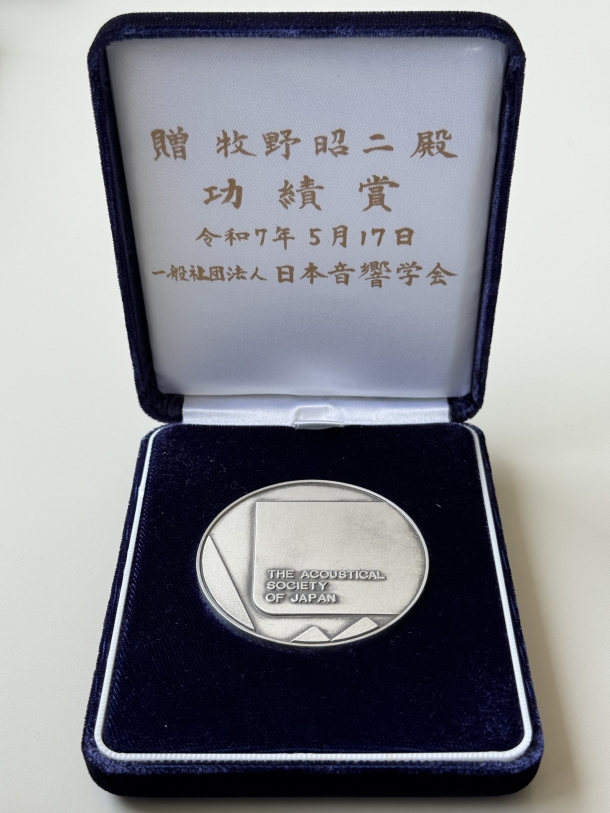 贈 牧野昭二殿
功績賞
令和7年5月17日
一般社団法人 日本音響学会
THE ACOUSTICAL
SOCIETY
OF JAPAN